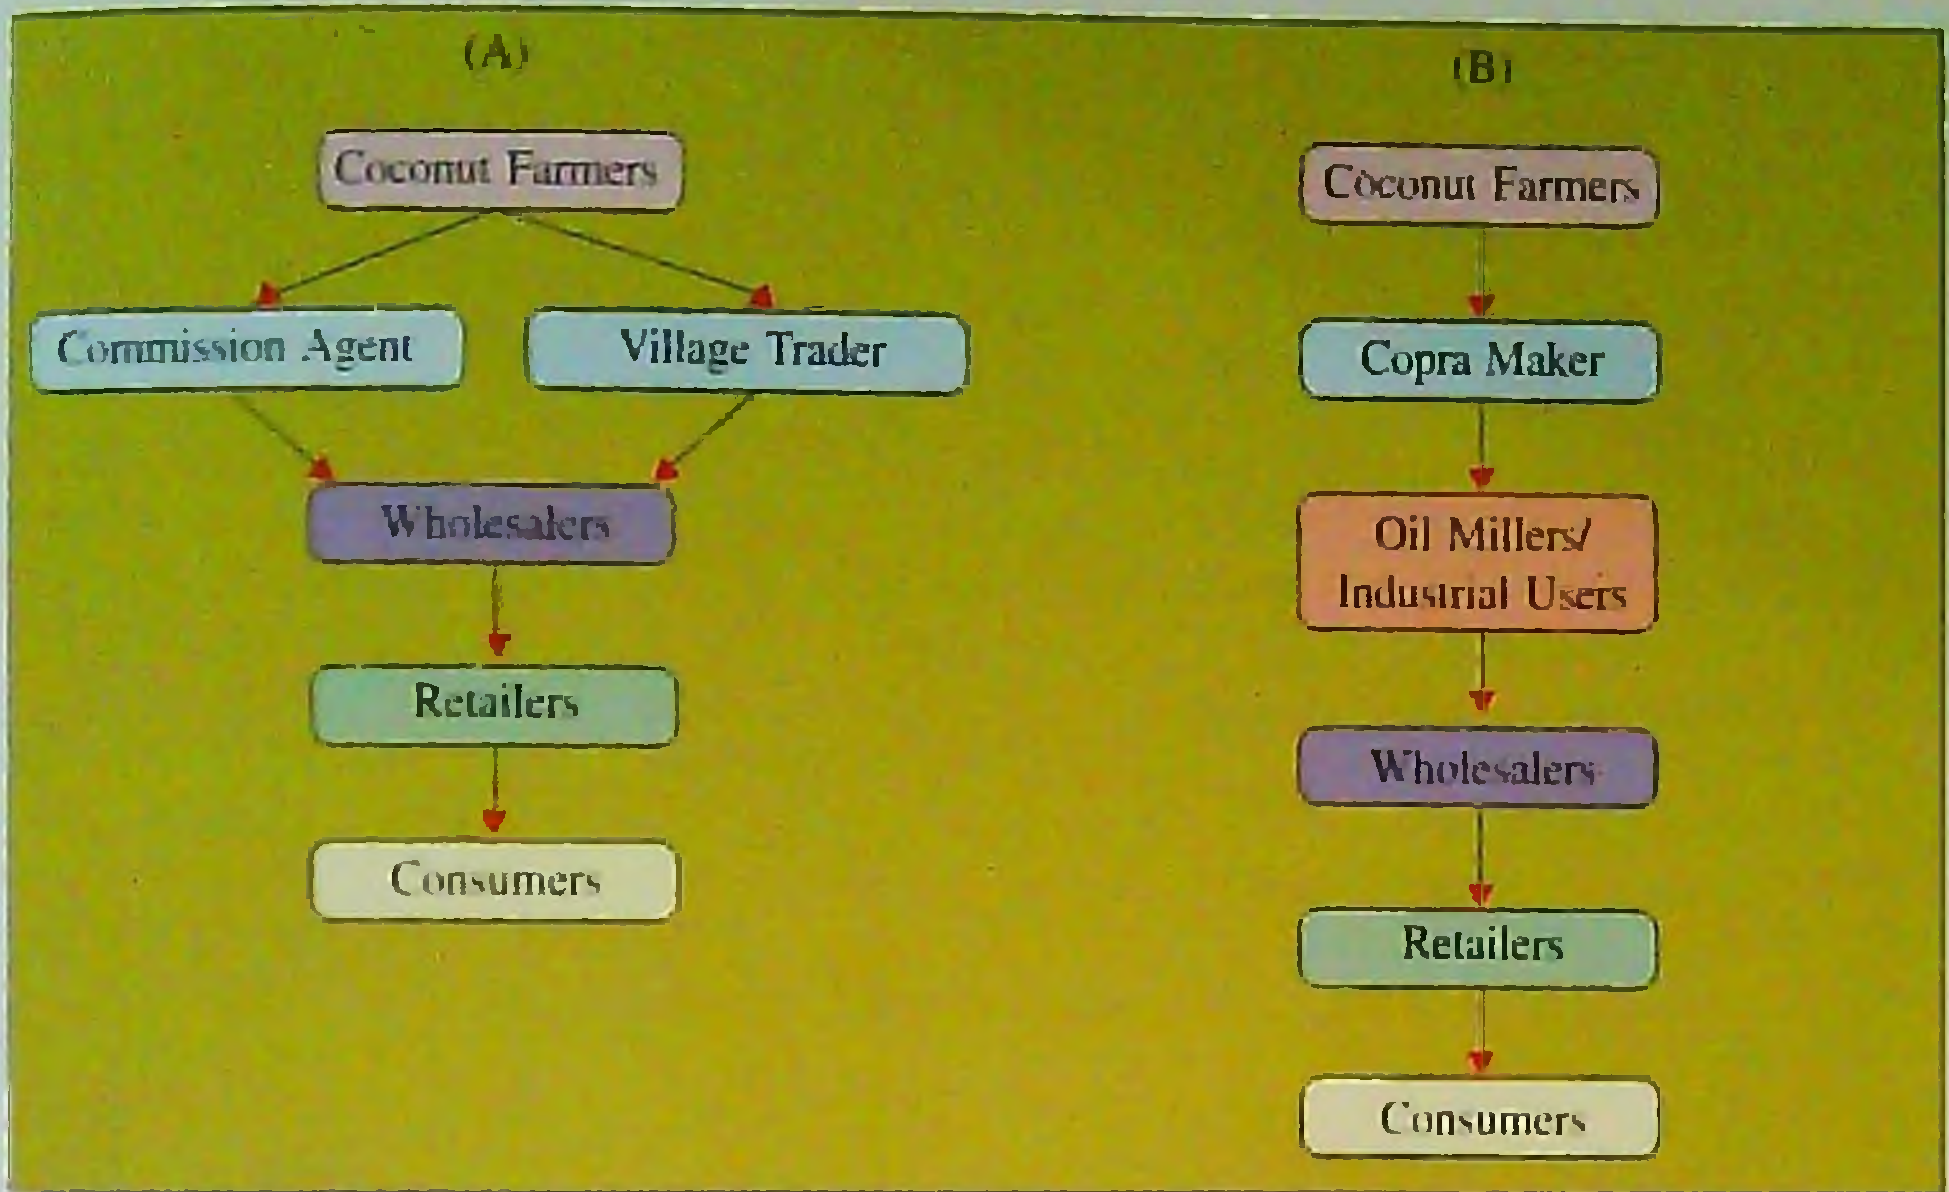 (A)
Coconut Farmers
Commission Agent
Village Trader
Wholesalers
Retailers
Consumers
(B)
Coconut Farmers
Copra Maker
Oil Millers/
Industrial Users
Wholesalers
Retailers
Consumers